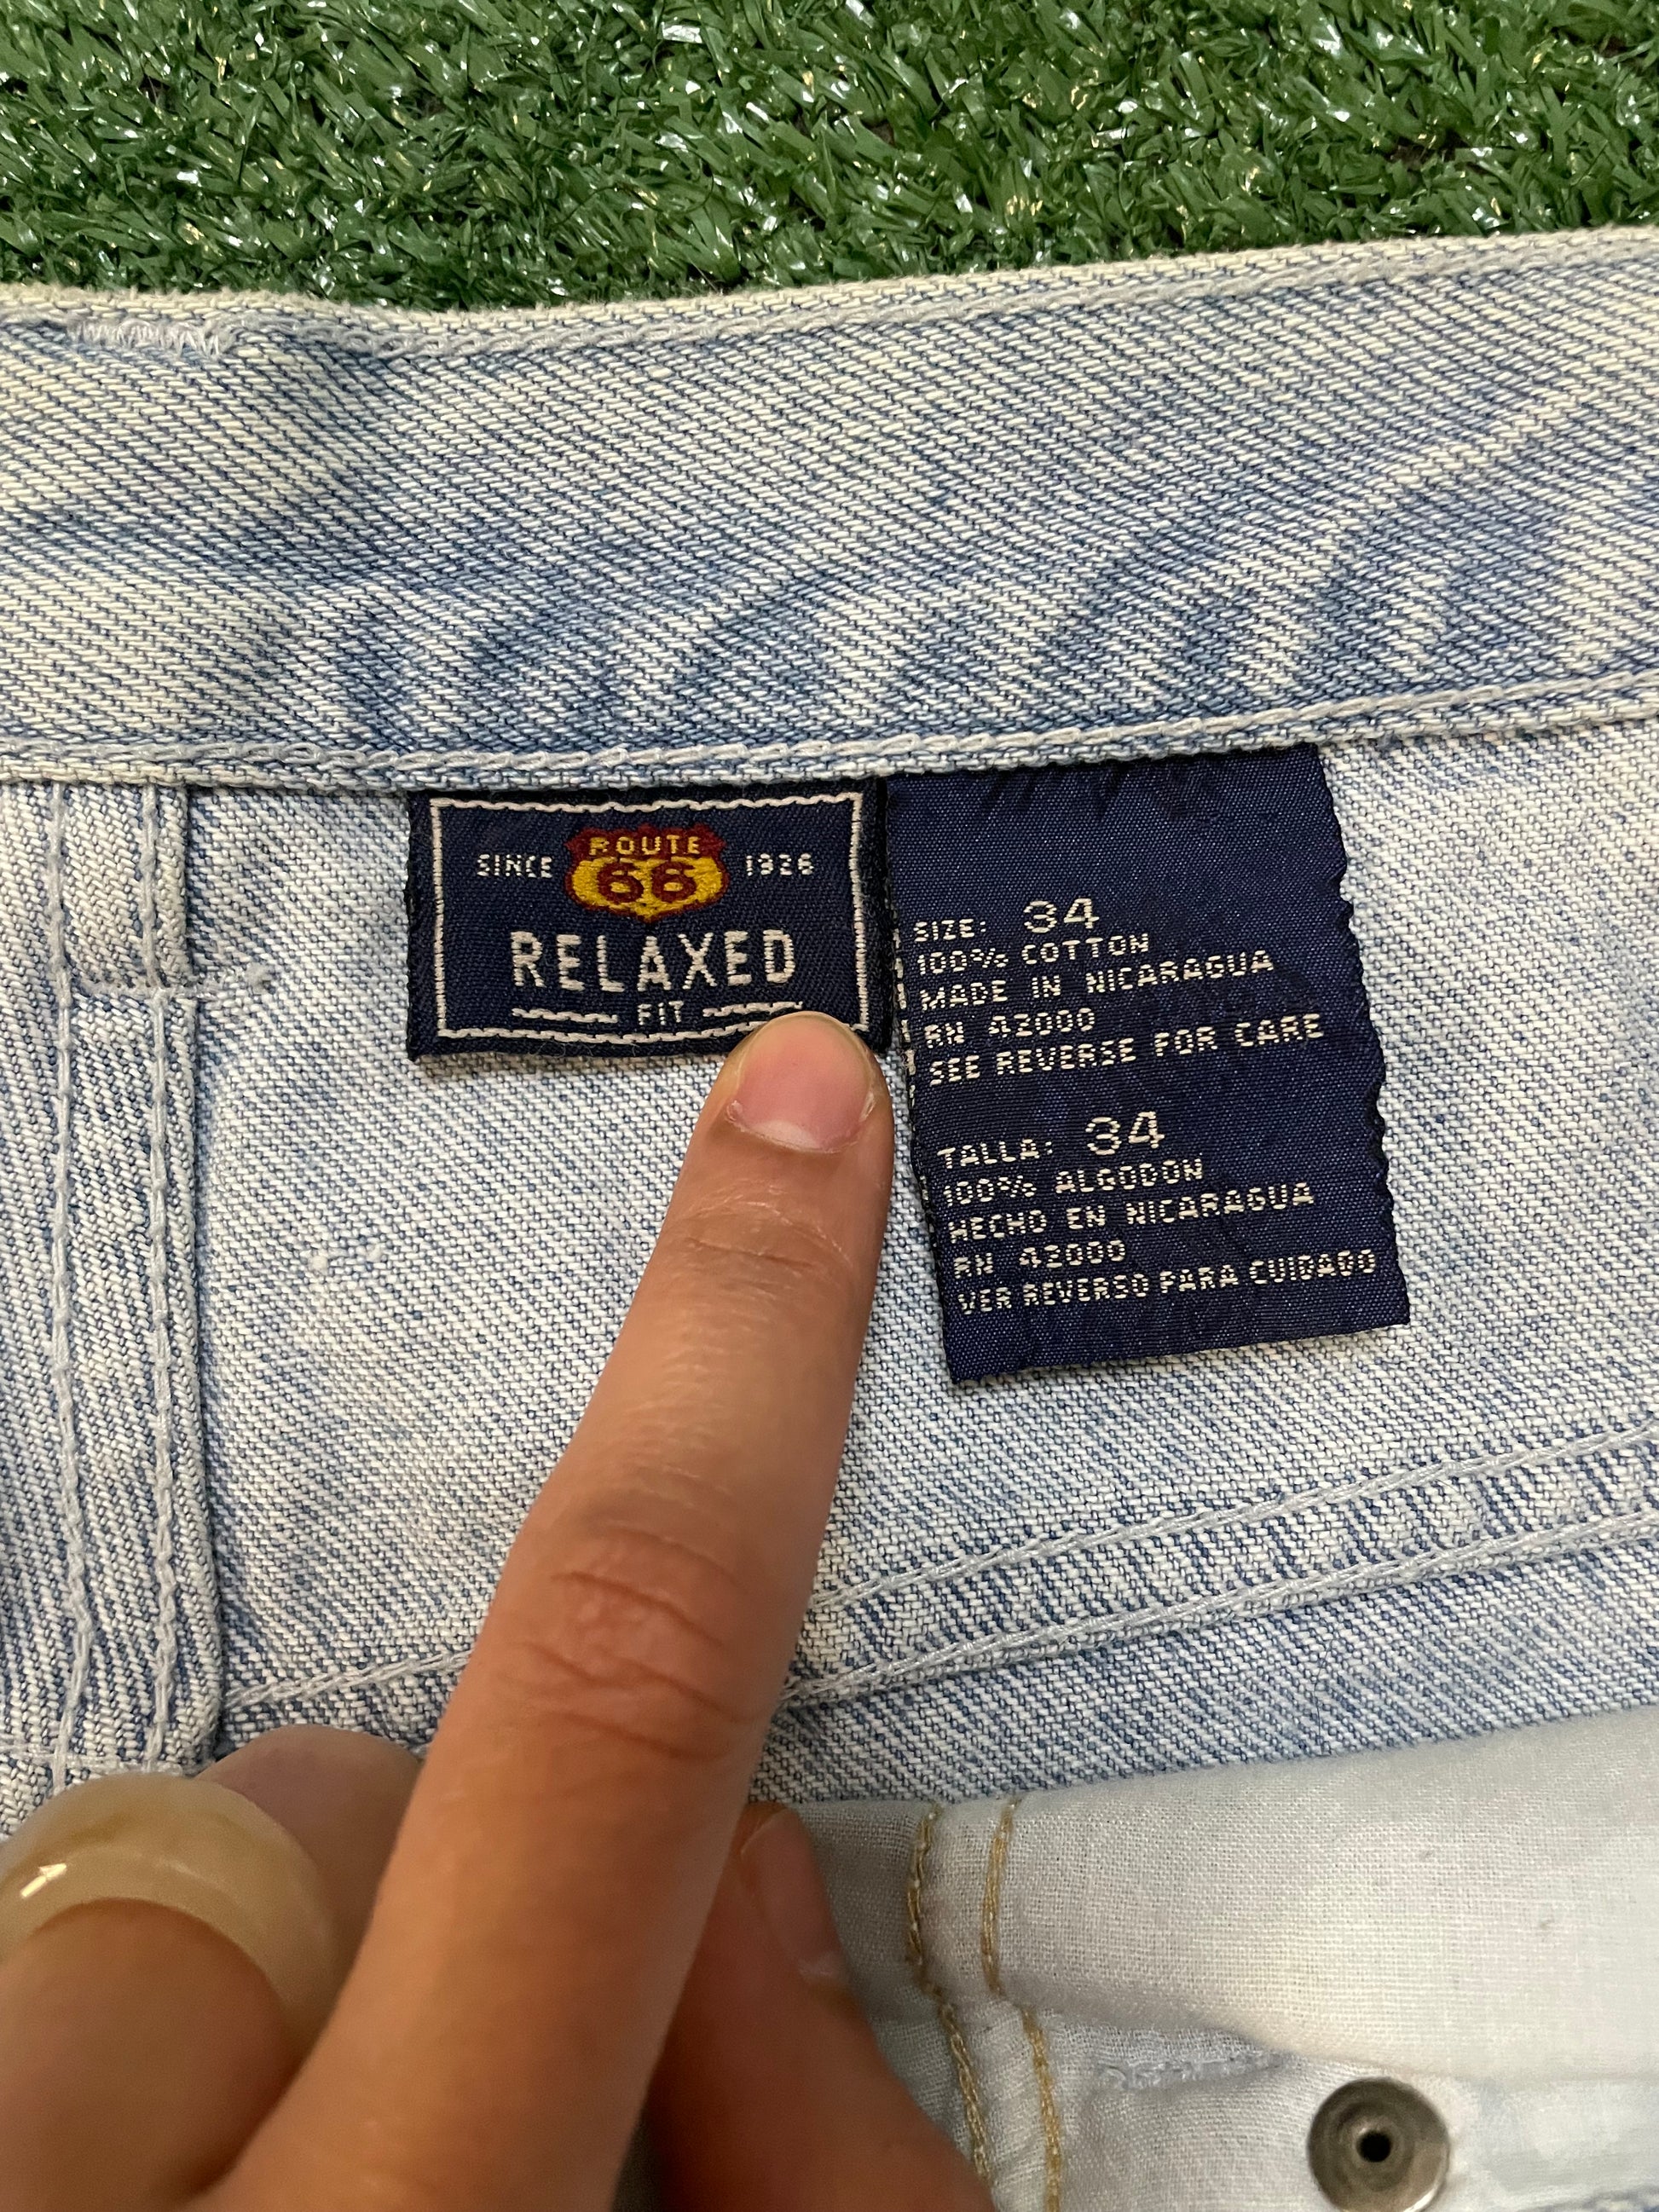 SINCE ROUTE 66 1926
RELAXED
FIT
SIZE: 34
100% COTTON
MADE IN NICARAGUA
RN 42000
SEE REVERSE FOR CARE
TALLA: 34
100% ALGODON
HECHO EN NICARAGUA
RN 42000
VER REVERSO PARA CUIDADO